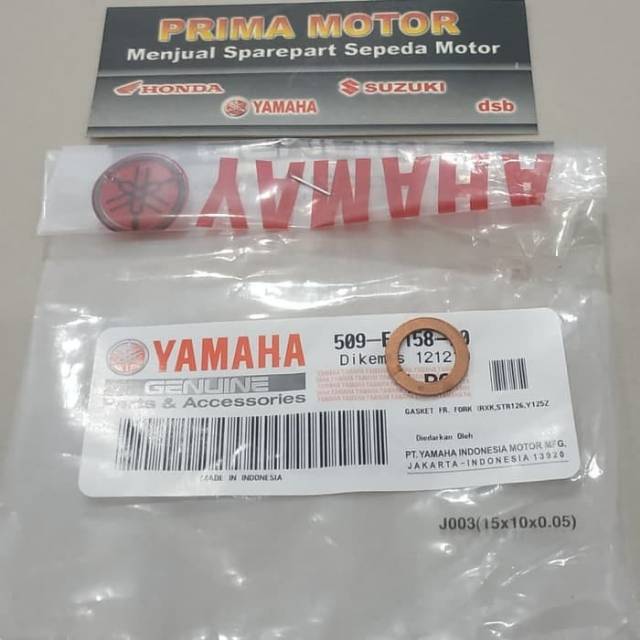 PRIMA MOTOR
Menjual Sparepart Sepeda Motor
HONDA
SUZUKI
YAMAHA
dsb
YAMAHA
YAMAHA
GENUINE
Parts & Accessories
MADE IN INDONESIA
GASKET FR. FORK (RXK,STR126,Y125Z
Diedarkan Oleh
PT.YAMAHA INDONESIA MOTOR MFG.
JAKARTA-INDONESIA 13920
J003(15x10x0.05)